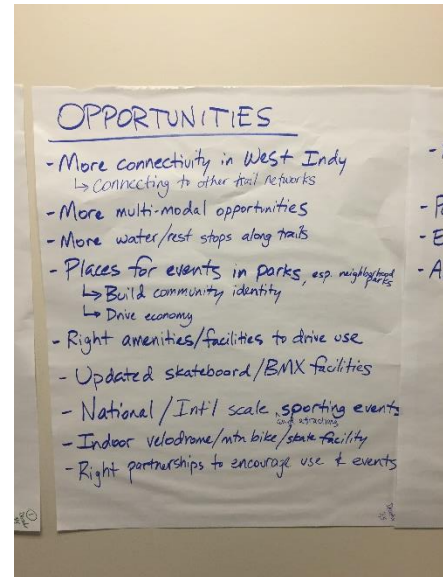 OPPORTUNITIES
- More connectivity in West Indy
↳ Connecting to other trail networks
- More multi-modal opportunities
- More water/rest stops along trails
- Places for events in parks, esp. neighborhood parks
↳ Build community identity
↳ Drive economy
- Right amenities/facilities to drive use
- Updated skateboard/BMX facilities
- National/Int'l scale sporting events
and attractions
- Indoor velodrome/mtn bike/skate facility
- Right partnerships to encourage use & events
-
- P
- E
- A